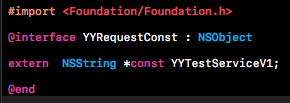 #import <Foundation/Foundation.h>
@interface YYRequestConst : NSObject
extern  NSString *const YYTestServiceV1;
@end